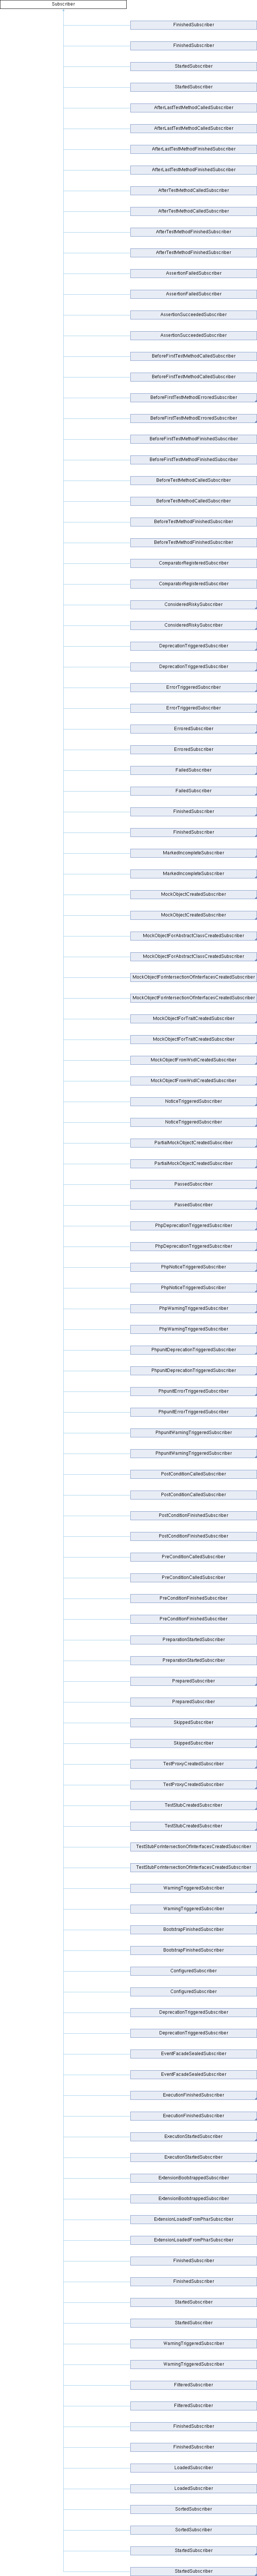 Subscriber
FinishedSubscriber
FinishedSubscriber
StartedSubscriber
StartedSubscriber
AfterLastTestMethodCalledSubscriber
AfterLastTestMethodCalledSubscriber
AfterLastTestMethodFinishedSubscriber
AfterLastTestMethodFinishedSubscriber
AfterTestMethodCalledSubscriber
AfterTestMethodCalledSubscriber
AfterTestMethodFinishedSubscriber
AfterTestMethodFinishedSubscriber
AssertionFailedSubscriber
AssertionFailedSubscriber
AssertionSucceededSubscriber
AssertionSucceededSubscriber
BeforeFirstTestMethodCalledSubscriber
BeforeFirstTestMethodCalledSubscriber
BeforeFirstTestMethodErroredSubscriber
BeforeFirstTestMethodErroredSubscriber
BeforeFirstTestMethodFinishedSubscriber
BeforeFirstTestMethodFinishedSubscriber
BeforeTestMethodCalledSubscriber
BeforeTestMethodCalledSubscriber
BeforeTestMethodFinishedSubscriber
BeforeTestMethodFinishedSubscriber
ComparatorRegisteredSubscriber
ComparatorRegisteredSubscriber
ConsideredRiskySubscriber
ConsideredRiskySubscriber
DeprecationTriggeredSubscriber
DeprecationTriggeredSubscriber
ErrorTriggeredSubscriber
ErrorTriggeredSubscriber
ErroredSubscriber
ErroredSubscriber
FailedSubscriber
FailedSubscriber
FinishedSubscriber
FinishedSubscriber
MarkedIncompleteSubscriber
MarkedIncompleteSubscriber
MockObjectCreatedSubscriber
MockObjectCreatedSubscriber
MockObjectForAbstractClassCreatedSubscriber
MockObjectForAbstractClassCreatedSubscriber
MockObjectForIntersectionOfInterfacesCreatedSubscriber
MockObjectForIntersectionOfInterfacesCreatedSubscriber
MockObjectForTraitCreatedSubscriber
MockObjectForTraitCreatedSubscriber
MockObjectFromWsdlCreatedSubscriber
MockObjectFromWsdlCreatedSubscriber
NoticeTriggeredSubscriber
NoticeTriggeredSubscriber
PartialMockObjectCreatedSubscriber
PartialMockObjectCreatedSubscriber
PassedSubscriber
PassedSubscriber
PhpDeprecationTriggeredSubscriber
PhpDeprecationTriggeredSubscriber
PhpNoticeTriggeredSubscriber
PhpNoticeTriggeredSubscriber
PhpWarningTriggeredSubscriber
PhpWarningTriggeredSubscriber
PhpunitDeprecationTriggeredSubscriber
PhpunitDeprecationTriggeredSubscriber
PhpunitErrorTriggeredSubscriber
PhpunitErrorTriggeredSubscriber
PhpunitWarningTriggeredSubscriber
PhpunitWarningTriggeredSubscriber
PostConditionCalledSubscriber
PostConditionCalledSubscriber
PostConditionFinishedSubscriber
PostConditionFinishedSubscriber
PreConditionCalledSubscriber
PreConditionCalledSubscriber
PreConditionFinishedSubscriber
PreConditionFinishedSubscriber
PreparationStartedSubscriber
PreparationStartedSubscriber
PreparedSubscriber
PreparedSubscriber
SkippedSubscriber
SkippedSubscriber
TestProxyCreatedSubscriber
TestProxyCreatedSubscriber
TestStubCreatedSubscriber
TestStubCreatedSubscriber
TestStubForIntersectionOfInterfacesCreatedSubscriber
TestStubForIntersectionOfInterfacesCreatedSubscriber
WarningTriggeredSubscriber
WarningTriggeredSubscriber
BootstrapFinishedSubscriber
BootstrapFinishedSubscriber
ConfiguredSubscriber
ConfiguredSubscriber
DeprecationTriggeredSubscriber
DeprecationTriggeredSubscriber
EventFacadeSealedSubscriber
EventFacadeSealedSubscriber
ExecutionFinishedSubscriber
ExecutionFinishedSubscriber
ExecutionStartedSubscriber
ExecutionStartedSubscriber
ExtensionBootstrappedSubscriber
ExtensionBootstrappedSubscriber
ExtensionLoadedFromPharSubscriber
ExtensionLoadedFromPharSubscriber
FinishedSubscriber
FinishedSubscriber
StartedSubscriber
StartedSubscriber
WarningTriggeredSubscriber
WarningTriggeredSubscriber
FilteredSubscriber
FilteredSubscriber
FinishedSubscriber
FinishedSubscriber
LoadedSubscriber
LoadedSubscriber
SortedSubscriber
SortedSubscriber
StartedSubscriber
StartedSubscriber